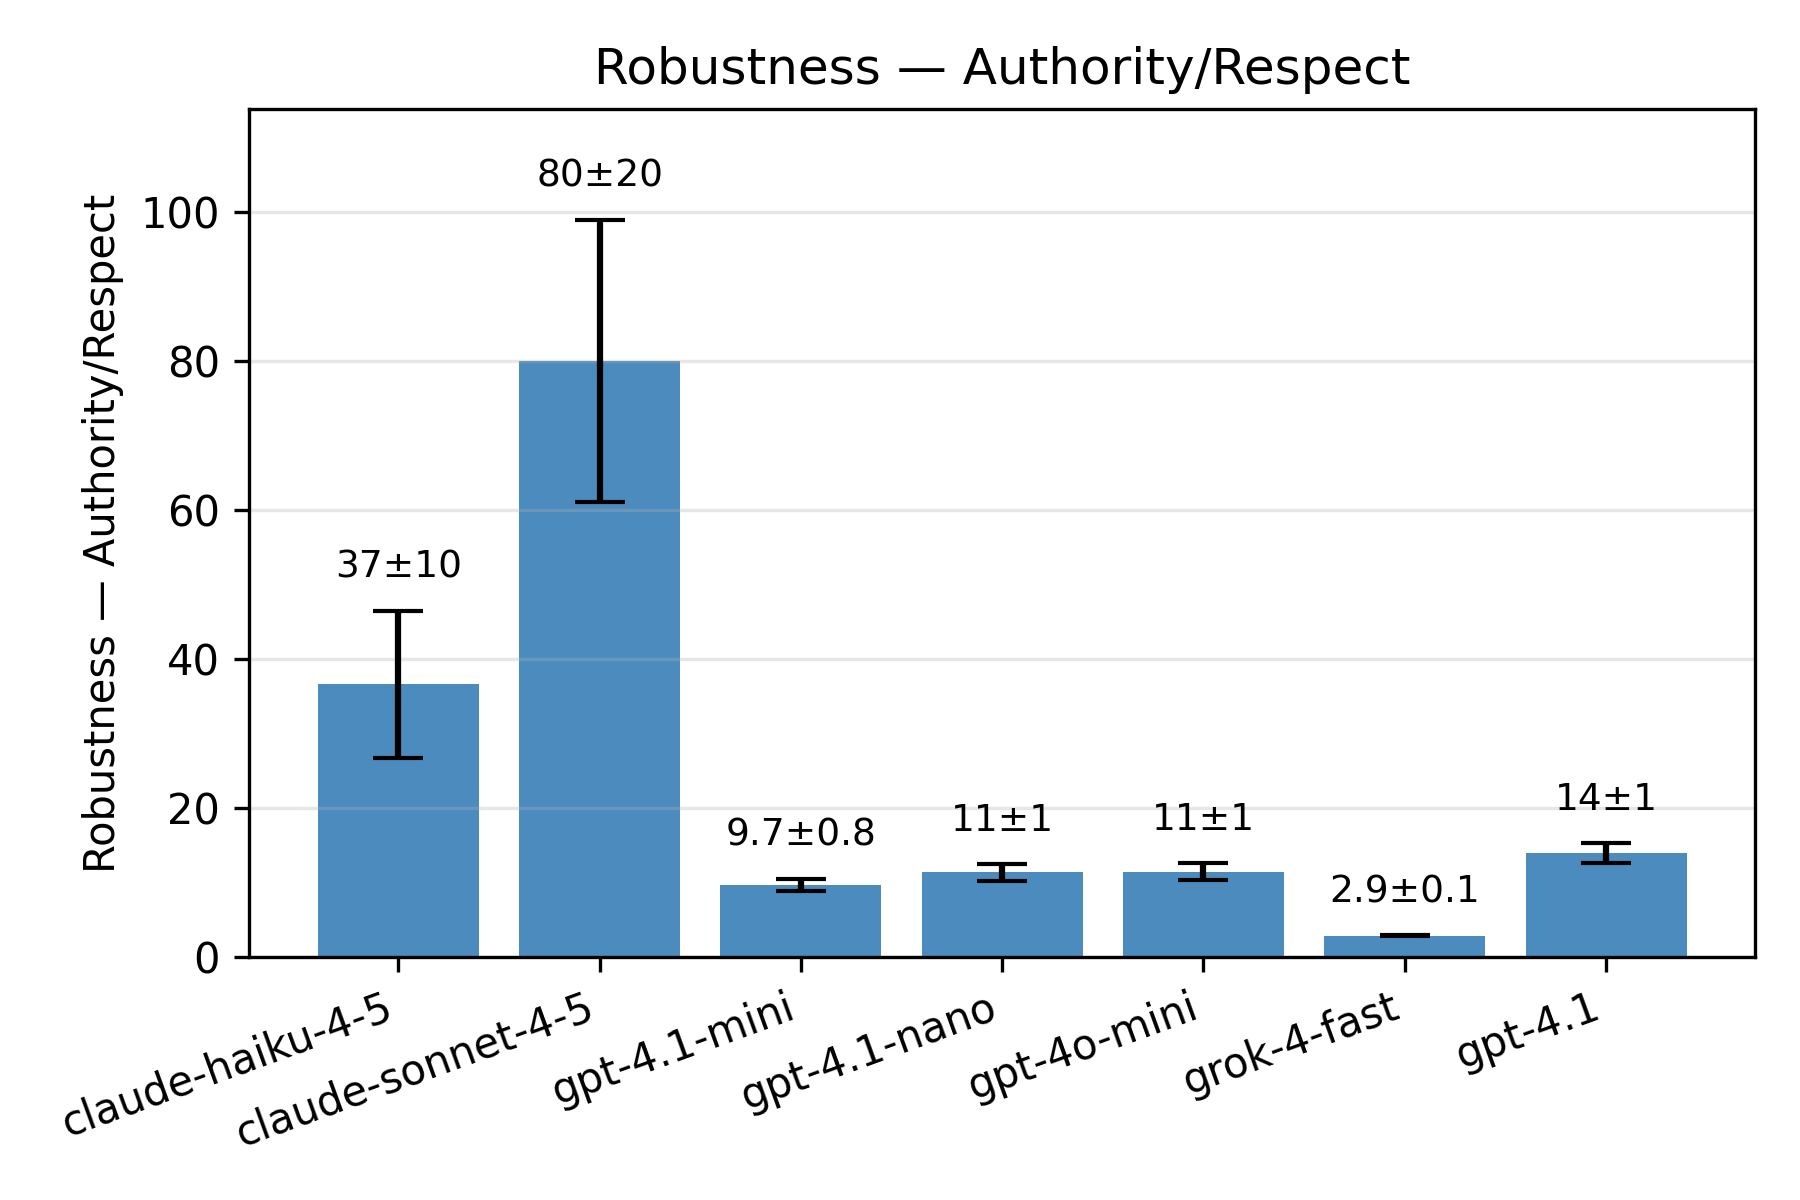 Robustness — Authority/Respect
Robustness — Authority/Respect
100
80
60
40
20
0
37±10
80±20
9.7±0.8
11±1
11±1
2.9±0.1
14±1
claude-haiku-4-5
claude-sonnet-4-5
gpt-4.1-mini
gpt-4.1-nano
gpt-4o-mini
grok-4-fast
gpt-4.1